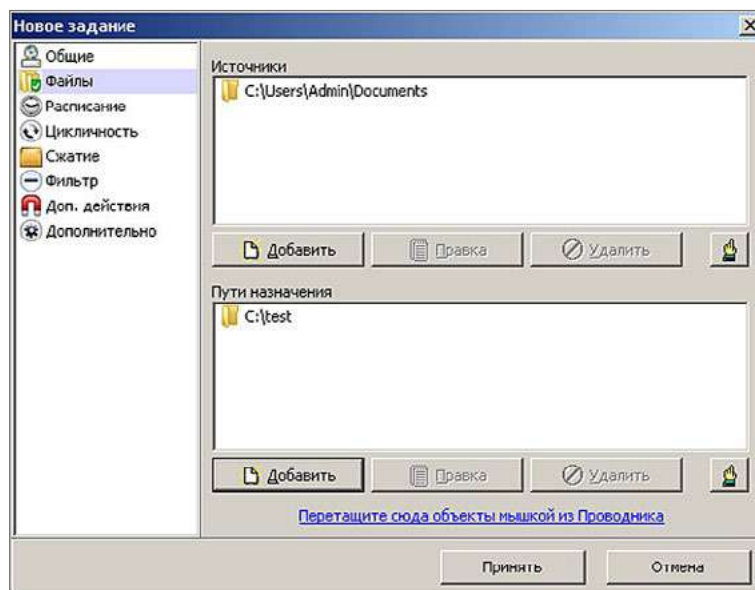 Новое задание
Общие
Файлы
Расписание
Цикличность
Сжатие
Фильтр
Доп. действия
Дополнительно
Источники
C:\Users\Admin\Documents
Добавить Правка Удалить
Пути назначения
C:\test
Добавить Правка Удалить
Перетащите сюда объекты мышкой из Проводника
Принять Отмена